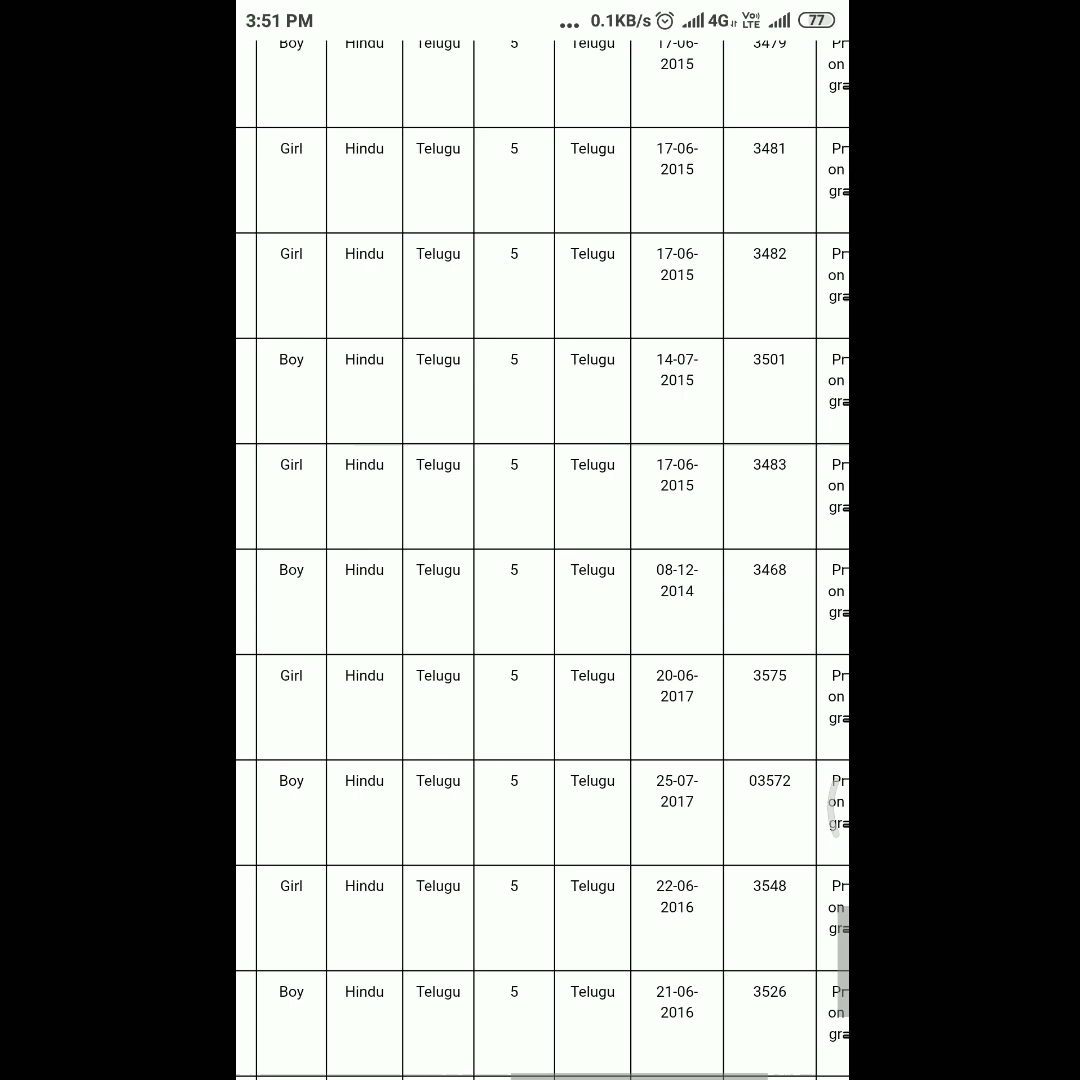 3:51 PM ... 0.1KB/s 4G Vo) LTE 77
Boy Hindu Telugu 5 Telugu 17-06- 3479 Pr
2015 on
gra
Girl Hindu Telugu 5 Telugu 17-06- 3481 Pr
2015 on
gra
Girl Hindu Telugu 5 Telugu 17-06- 3482 Pr
2015 on
gra
Boy Hindu Telugu 5 Telugu 14-07- 3501 Pr
2015 on
gra
Girl Hindu Telugu 5 Telugu 17-06- 3483 Pr
2015 on
gra
Boy Hindu Telugu 5 Telugu 08-12- 3468 Pr
2014 on
gra
Girl Hindu Telugu 5 Telugu 20-06- 3575 Pr
2017 on
gra
Boy Hindu Telugu 5 Telugu 25-07- 03572 Pr
2017 on
gra
Girl Hindu Telugu 5 Telugu 22-06- 3548 Pr
2016 on
gra
Boy Hindu Telugu 5 Telugu 21-06- 3526 Pr
2016 on
gra